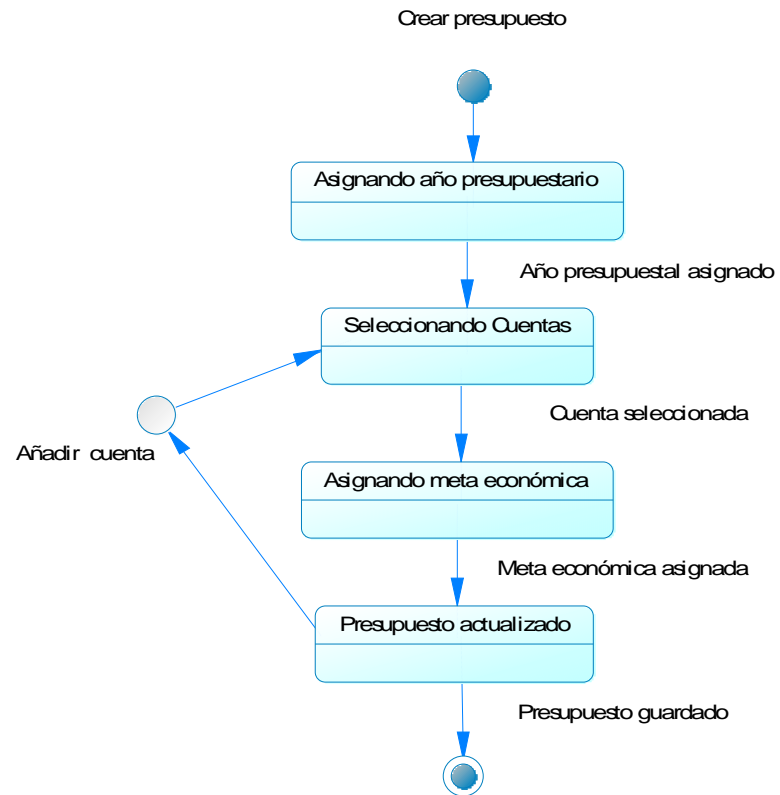 Crear presupuesto
Asignando año presupuestario
Año presupuestal asignado
Seleccionando Cuentas
Cuenta seleccionada
Añadir cuenta
Asignando meta económica
Meta económica asignada
Presupuesto actualizado
Presupuesto guardado